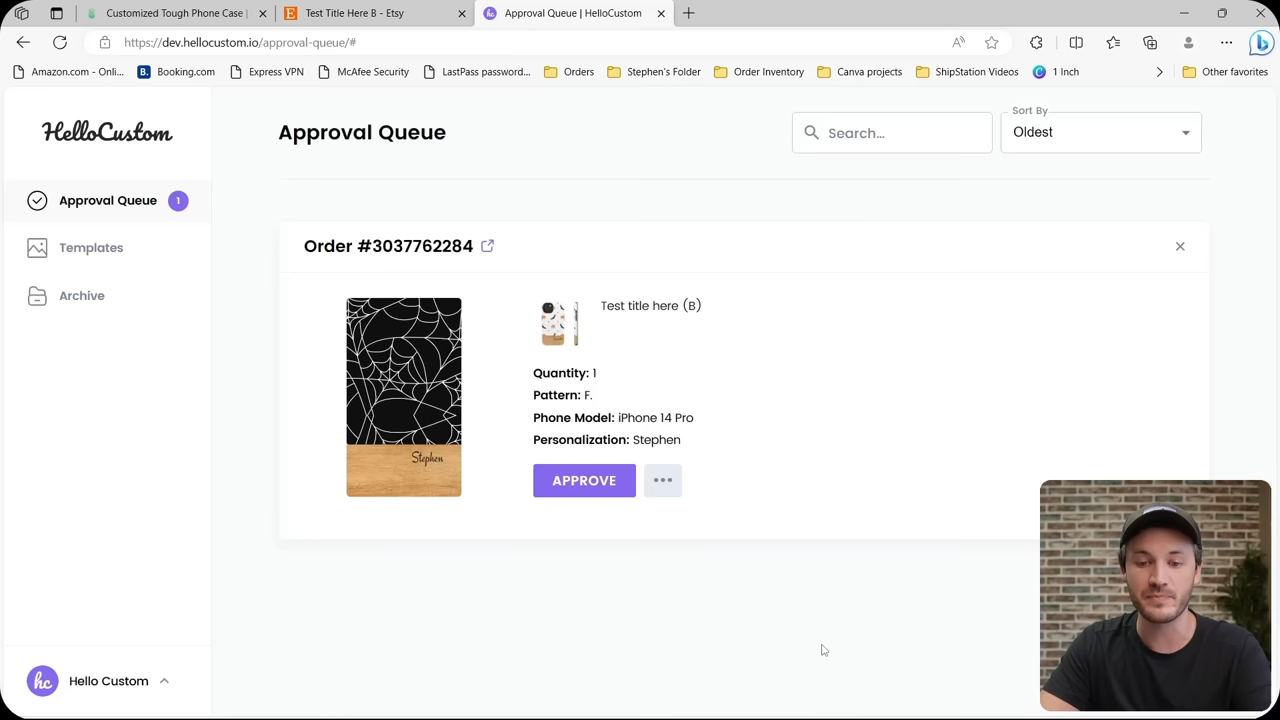 Customized Tough Phone Case |
Test Title Here B - Etsy
Approval Queue | HelloCustom
https://dev.hellocustom.io/approval-queue/#
Amazon.com - Onli...
Booking.com
Express VPN
McAfee Security
LastPass password...
Orders
Stephen's Folder
Order Inventory
Canva projects
ShipStation Videos
1 Inch
Other favorites
HelloCustom
Approval Queue 1
Templates
Archive
hc Hello Custom
Approval Queue
Search...
Sort By
Oldest
Order #3037762284
Stephen
Test title here (B)
Quantity: 1
Pattern: F.
Phone Model: iPhone 14 Pro
Personalization: Stephen
APPROVE